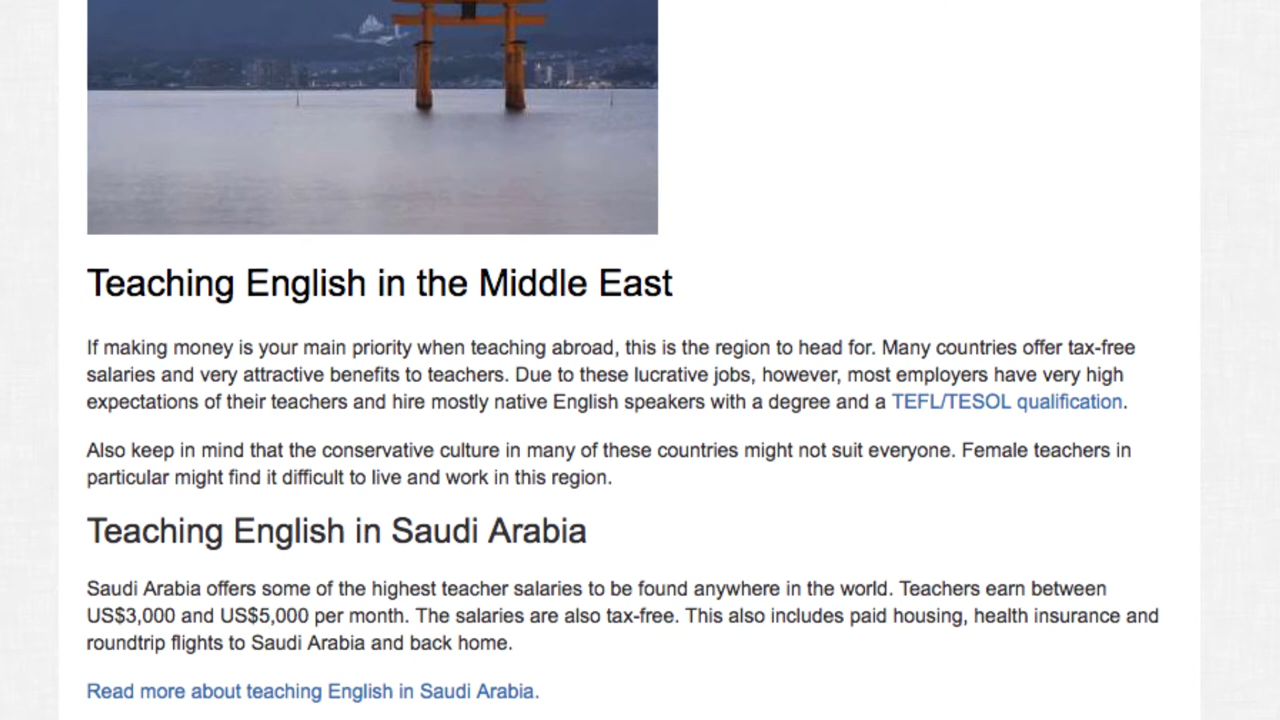 Teaching English in the Middle East
If making money is your main priority when teaching abroad, this is the region to head for. Many countries offer tax-free
salaries and very attractive benefits to teachers. Due to these lucrative jobs, however, most employers have very high
expectations of their teachers and hire mostly native English speakers with a degree and a TEFL/TESOL qualification.
Also keep in mind that the conservative culture in many of these countries might not suit everyone. Female teachers in
particular might find it difficult to live and work in this region.
Teaching English in Saudi Arabia
Saudi Arabia offers some of the highest teacher salaries to be found anywhere in the world. Teachers earn between
US$3,000 and US$5,000 per month. The salaries are also tax-free. This also includes paid housing, health insurance and
roundtrip flights to Saudi Arabia and back home.
Read more about teaching English in Saudi Arabia.